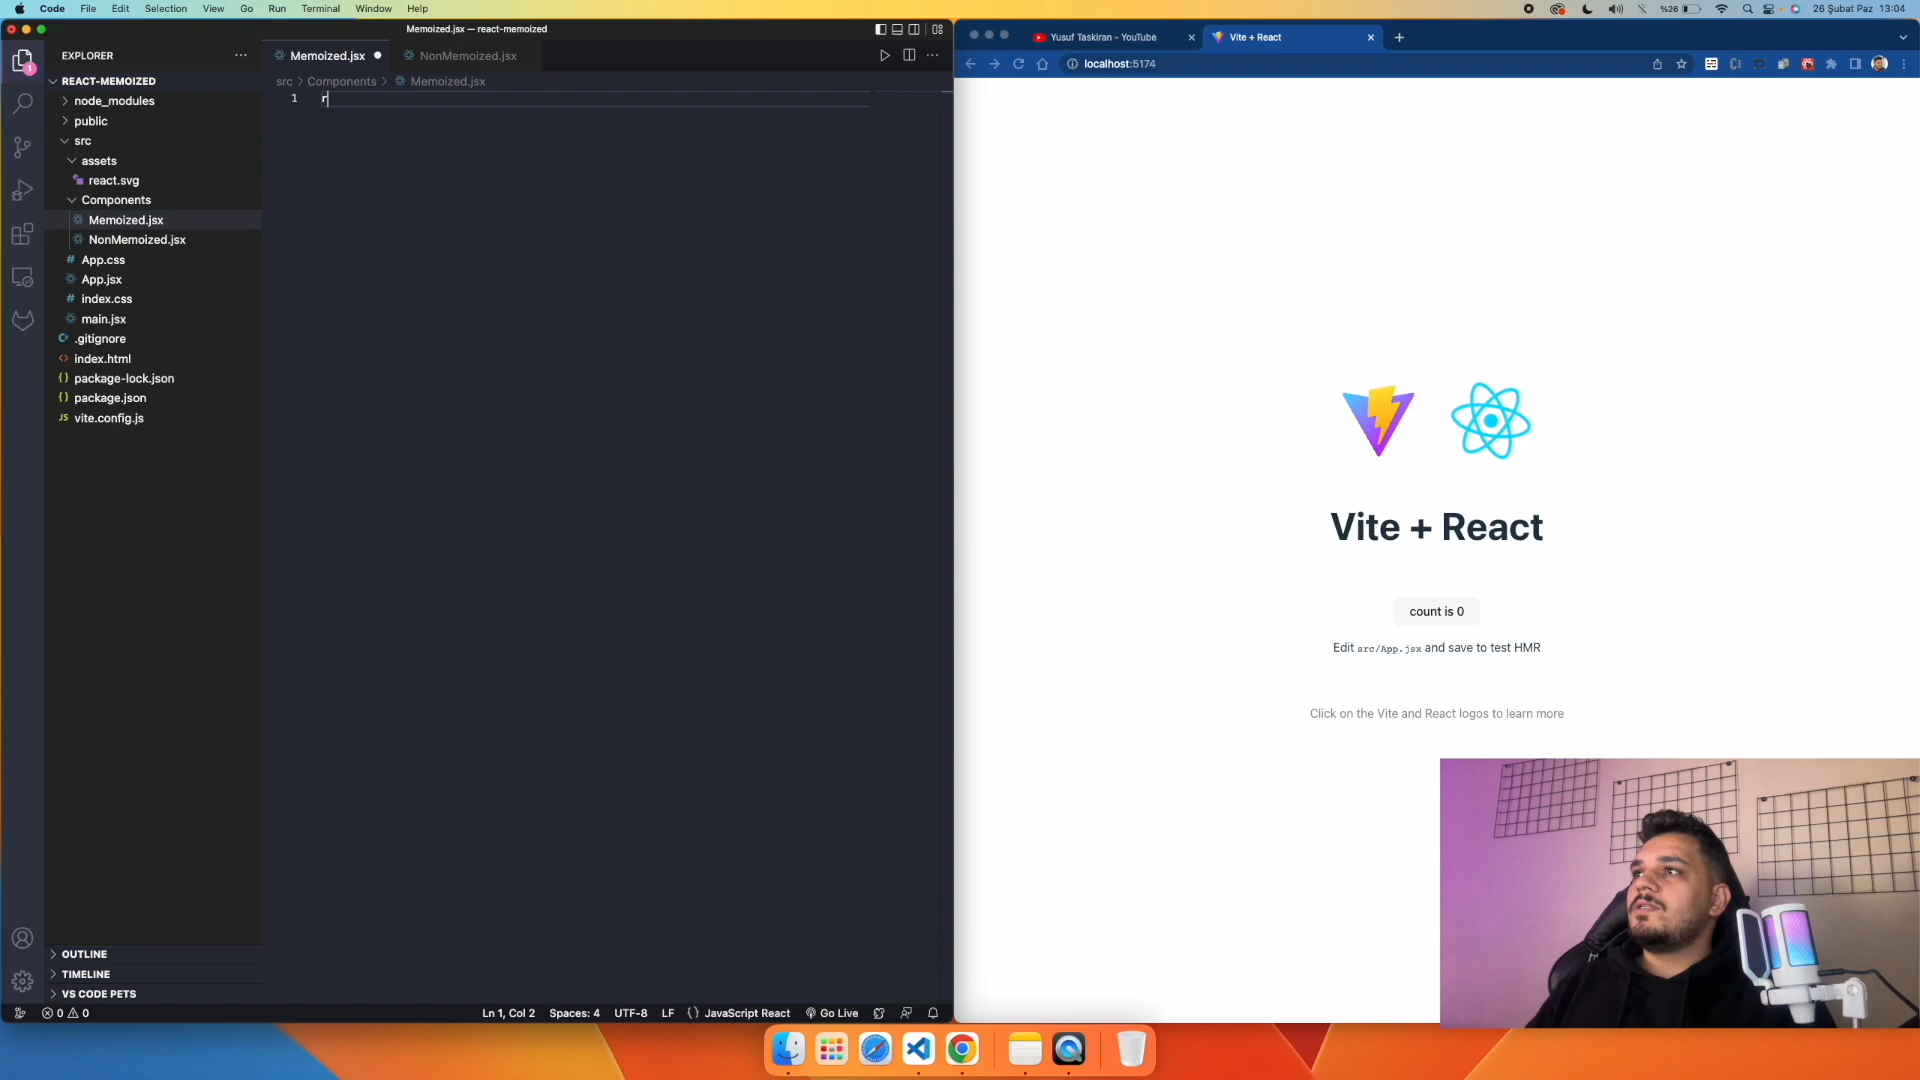 Code File Edit Selection View Go Run Terminal Window Help
%26
26 Şubat Paz 13:04
Memoized.jsx — react-memoized
EXPLORER
1
REACT-MEMOIZED
node_modules
public
src
assets
react.svg
Components
Memoized.jsx
NonMemoized.jsx
# App.css
App.jsx
# index.css
main.jsx
.gitignore
<> index.html
{} package-lock.json
{} package.json
JS vite.config.js
OUTLINE
TIMELINE
VS CODE PETS
Memoized.jsx NonMemoized.jsx
src > Components > Memoized.jsx
1 r
0 0
Ln 1, Col 2 Spaces: 4 UTF-8 LF {} JavaScript React Go Live
Yusuf Taskiran - YouTube
Vite + React
localhost:5174
Vite + React
count is 0
Edit src/App.jsx and save to test HMR
Click on the Vite and React logos to learn more